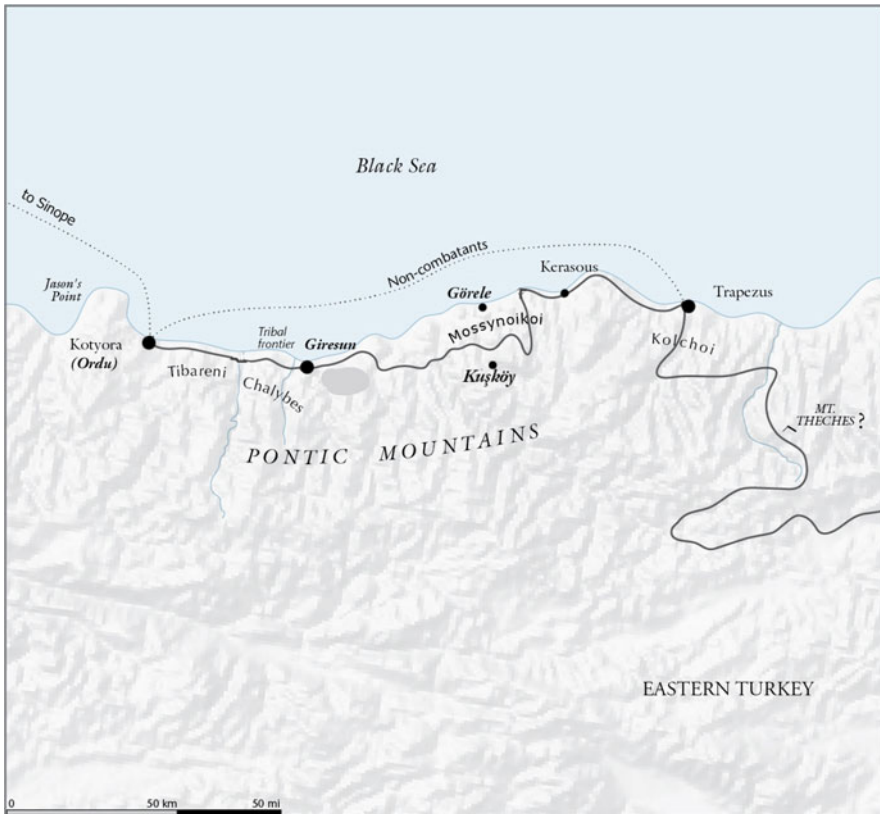 Black Sea
to Sinope
Non-combatants
Jason's
Point
Görele
Kerasous
Trapezus
Kotyora
(Ordu)
Tribal
frontier
Giresun
Mossynoikoi
Kolchoi
Tibareni
Chalybes
Kuşköy
MT.
THECHES?
PONTIC MOUNTAINS
EASTERN TURKEY
0
50 km
50 mi